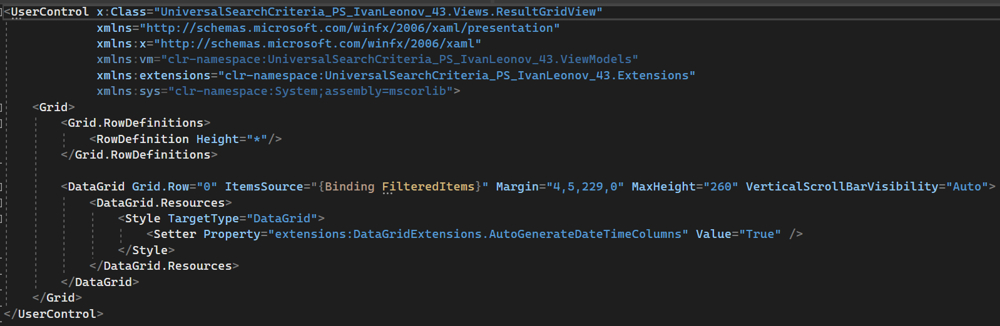 <UserControl x:Class="UniversalSearchCriteria_PS_IvanLeonov_43.Views.ResultGridView"
xmlns="http://schemas.microsoft.com/winfx/2006/xaml/presentation"
xmlns:x="http://schemas.microsoft.com/winfx/2006/xaml"
xmlns:vm="clr-namespace:UniversalSearchCriteria_PS_IvanLeonov_43.ViewModels"
xmlns:extensions="clr-namespace:UniversalSearchCriteria_PS_IvanLeonov_43.Extensions"
xmlns:sys="clr-namespace:System;assembly=mscorlib">
<Grid>
<Grid.RowDefinitions>
<RowDefinition Height="*"/>
</Grid.RowDefinitions>
<DataGrid Grid.Row="0" ItemsSource="{Binding FilteredItems}" Margin="4,5,229,0" MaxHeight="260" VerticalScrollBarVisibility="Auto">
<DataGrid.Resources>
<Style TargetType="DataGrid">
<Setter Property="extensions:DataGridExtensions.AutoGenerateDateTimeColumns" Value="True" />
</Style>
</DataGrid.Resources>
</DataGrid>
</Grid>
</UserControl>